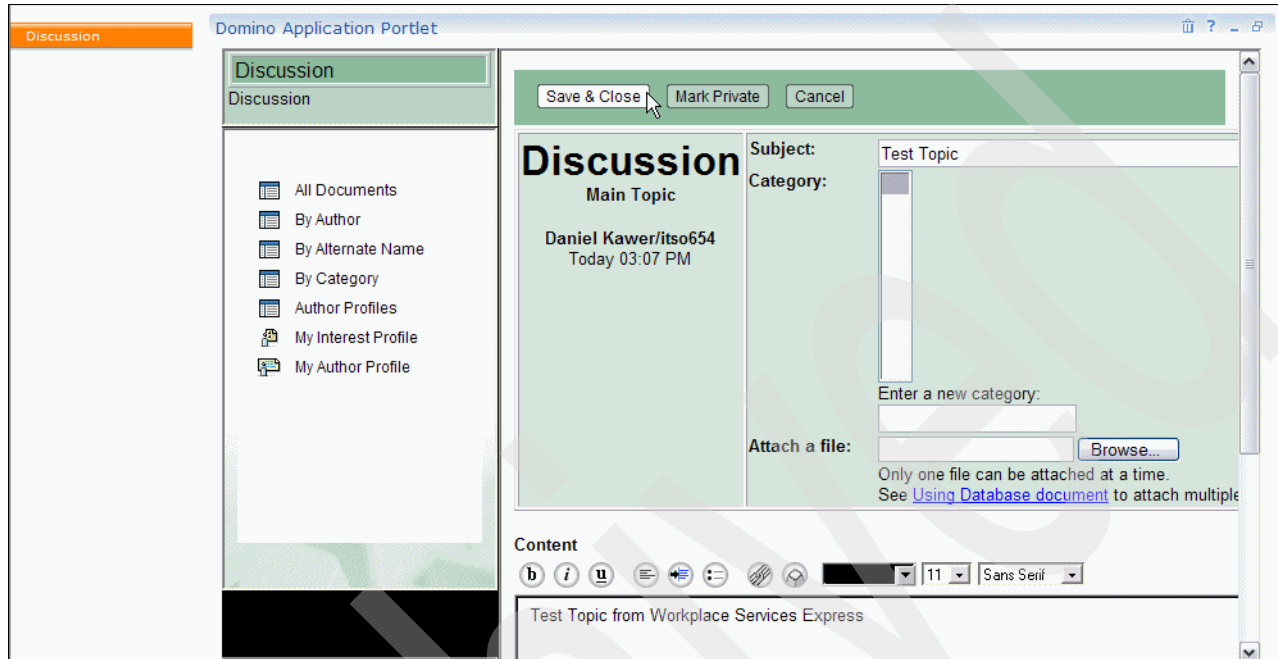 Discussion
Domino Application Portlet
?
Discussion
Discussion
All Documents
By Author
By Alternate Name
By Category
Author Profiles
My Interest Profile
My Author Profile
Save & Close Mark Private Cancel
Discussion
Main Topic
Daniel Kawer/itso654
Today 03:07 PM
Subject: Test Topic
Category:
Enter a new category:
Attach a file: Browse...
Only one file can be attached at a time.
See Using Database document to attach multiple
Content
b i u 11 Sans Serif
Test Topic from Workplace Services Express